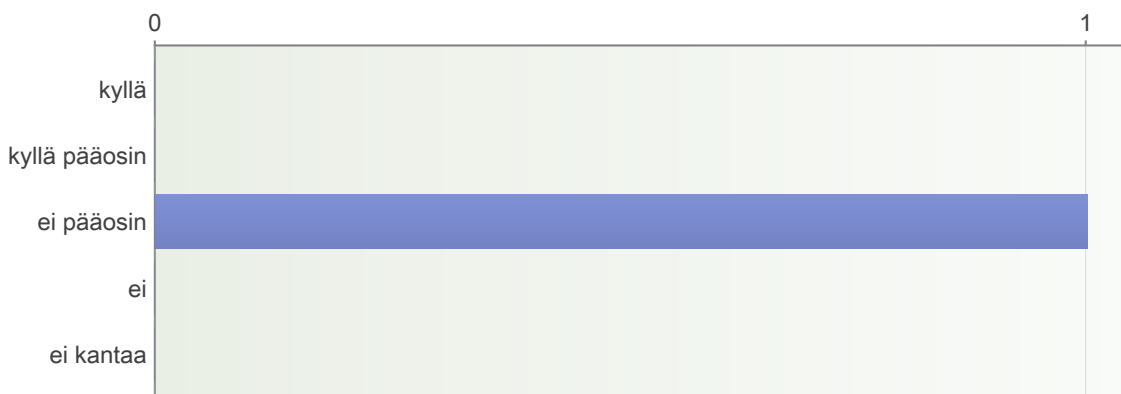 0 1
kyllä
kyllä pääosin
ei pääosin
ei
ei kantaa